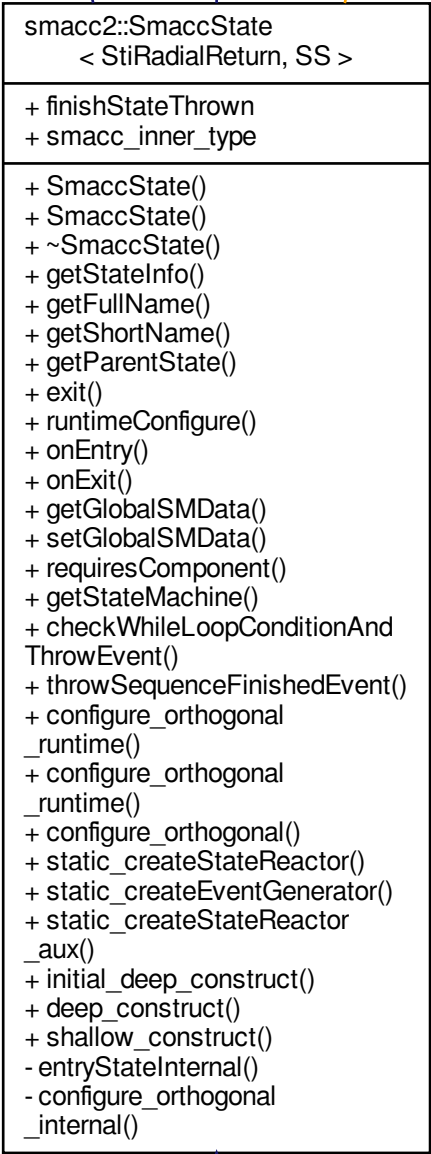 smacc2::SmaccState
< StiRadialReturn, SS >
+ finishStateThrown
+ smacc_inner_type
+ SmaccState()
+ SmaccState()
+ ~SmaccState()
+ getStateInfo()
+ getFullName()
+ getShortName()
+ getParentState()
+ exit()
+ runtimeConfigure()
+ onEntry()
+ onExit()
+ getGlobalSMData()
+ setGlobalSMData()
+ requiresComponent()
+ getStateMachine()
+ checkWhileLoopConditionAnd
ThrowEvent()
+ throwSequenceFinishedEvent()
+ configure_orthogonal
_runtime()
+ configure_orthogonal
_runtime()
+ configure_orthogonal()
+ static_createStateReactor()
+ static_createEventGenerator()
+ static_createStateReactor
_aux()
+ initial_deep_construct()
+ deep_construct()
+ shallow_construct()
- entryStateInternal()
- configure_orthogonal
_internal()